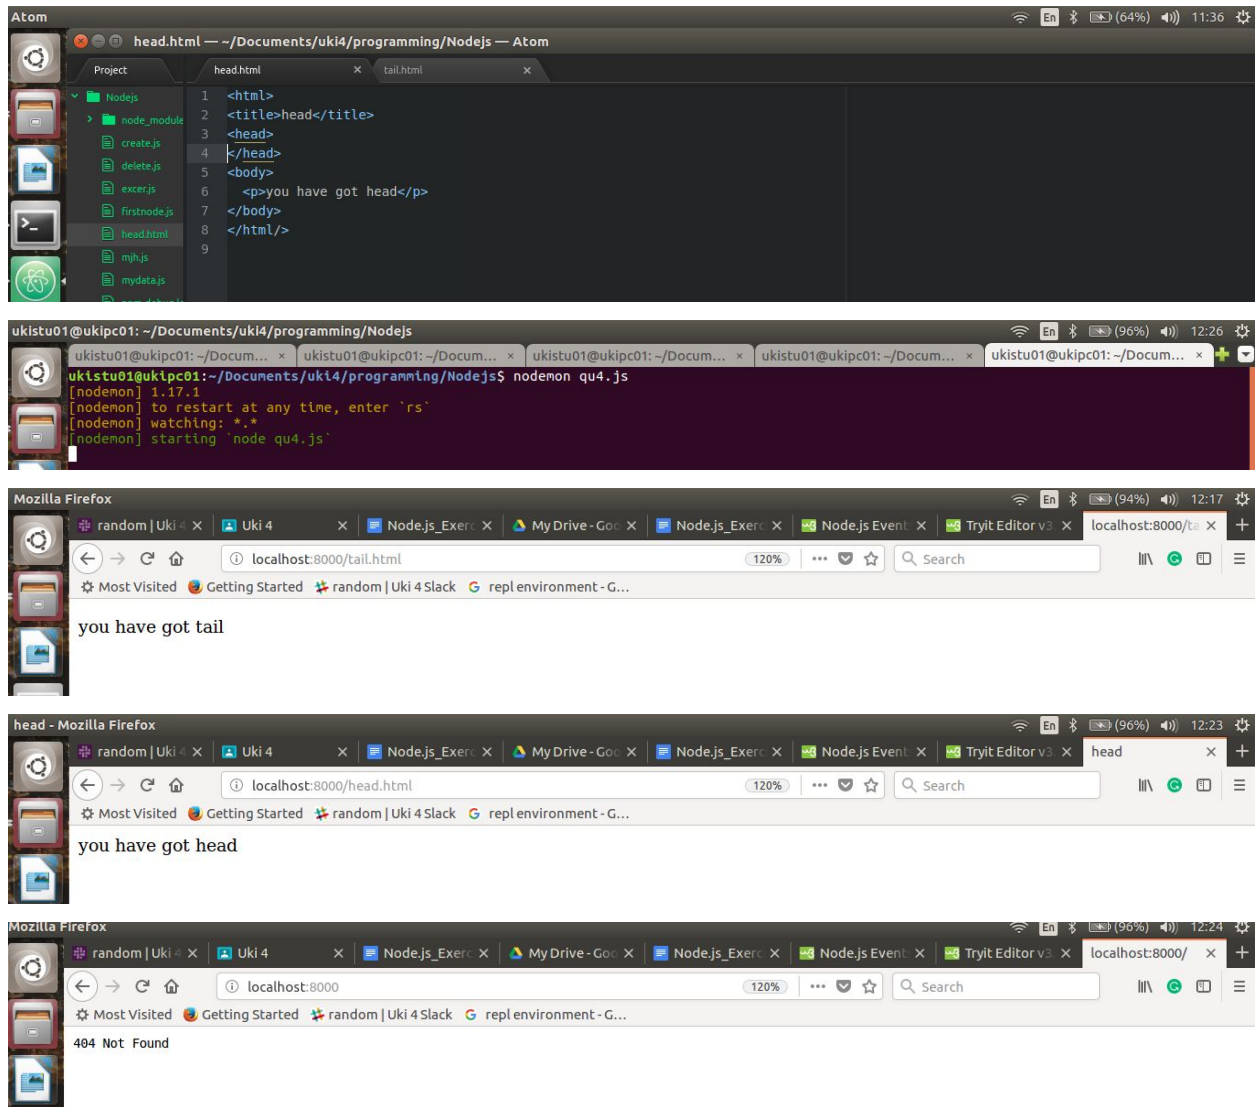 Atom
En (64%) 11:36
head.html — ~/Documents/uki4/programming/Nodejs — Atom
Project head.html × tail.html ×
Nodejs
node_module
create.js
delete.js
excer.js
firstnode.js
head.html
mjh.js
mydata.js
1 <html>
2 <title>head</title>
3 <head>
4 </head>
5 <body>
6 <p>you have got head</p>
7 </body>
8 </html/>
9
ukistu01@ukipc01: ~/Documents/uki4/programming/Nodejs En (96%) 12:26
ukistu01@ukipc01: ~/Docum... × ukistu01@ukipc01: ~/Docum... × ukistu01@ukipc01: ~/Docum... × ukistu01@ukipc01: ~/Docum... × ukistu01@ukipc01: ~/Docum... ×
ukistu01@ukipc01:~/Documents/uki4/programming/Nodejs$ nodemon qu4.js
[nodemon] 1.17.1
[nodemon] to restart at any time, enter `rs`
[nodemon] watching: *.*
[nodemon] starting `node qu4.js`
Mozilla Firefox En (94%) 12:17
random | Uki 4 × Uki 4 × Node.js_Exerc × My Drive - Goo × Node.js_Exerc × Node.js Event × Tryit Editor v3. × localhost:8000/ta × +
localhost:8000/tail.html 120% ... Search
Most Visited Getting Started random | Uki 4 Slack G repl environment - G...
you have got tail
head - Mozilla Firefox En (96%) 12:23
random | Uki 4 × Uki 4 × Node.js_Exerc × My Drive - Goo × Node.js_Exerc × Node.js Event × Tryit Editor v3. × head × +
localhost:8000/head.html 120% ... Search
Most Visited Getting Started random | Uki 4 Slack G repl environment - G...
you have got head
Mozilla Firefox En (96%) 12:24
random | Uki 4 × Uki 4 × Node.js_Exerc × My Drive - Goo × Node.js_Exerc × Node.js Event × Tryit Editor v3. × localhost:8000/ × +
localhost:8000 120% ... Search
Most Visited Getting Started random | Uki 4 Slack G repl environment - G...
404 Not Found